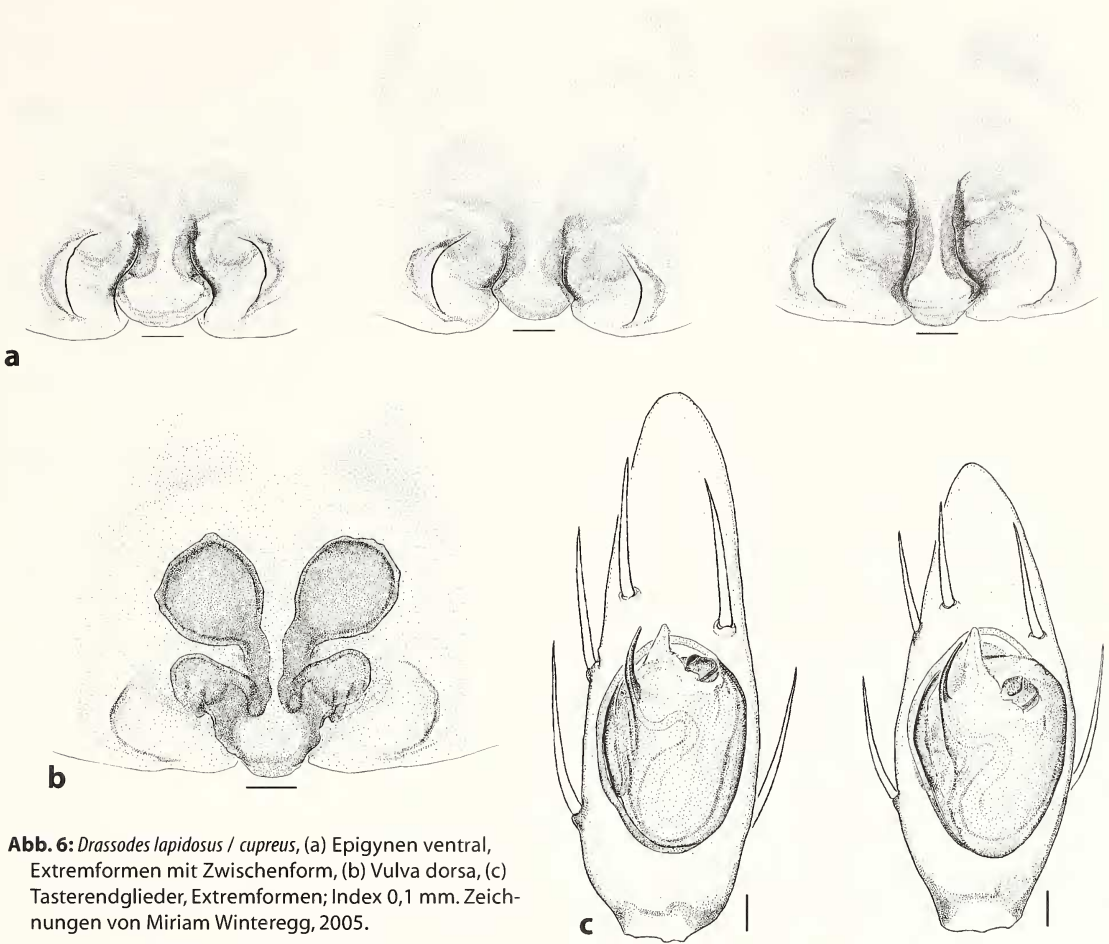 a
b
c
Abb. 6: Drassodes lapidosus / cupreus, (a) Epigynen ventral,
Extremformen mit Zwischenform, (b) Vulva dorsa, (c)
Tasterendglieder, Extremformen; Index 0,1 mm. Zeich-
nungen von Miriam Winteregg, 2005.